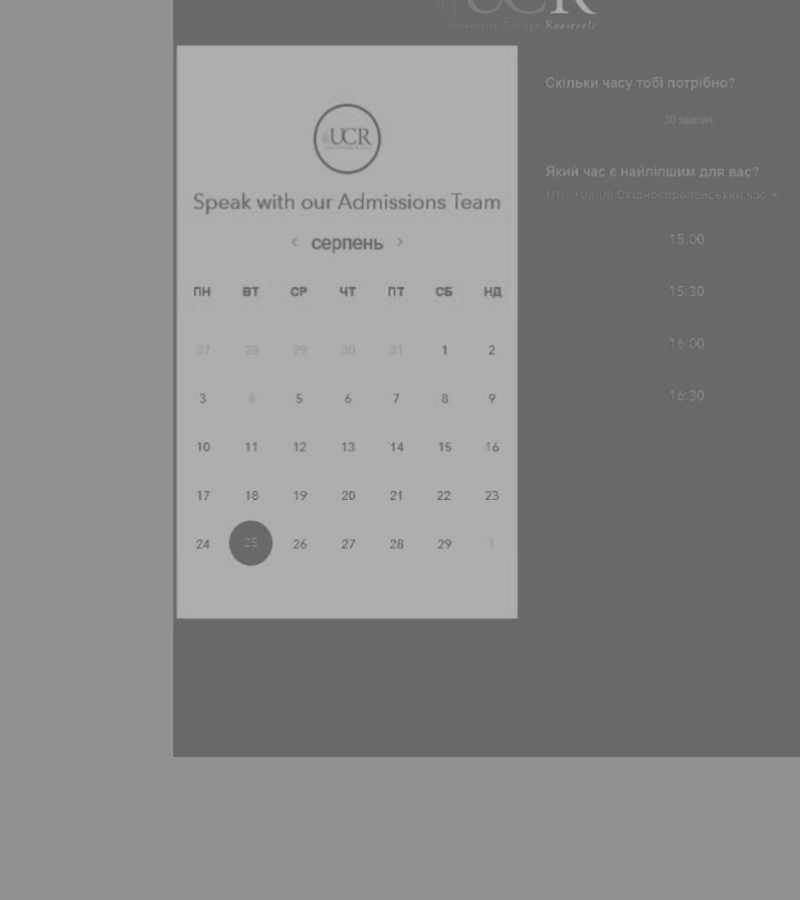 UCR
University College Roosevelt
UCR
Speak with our Admissions Team
< серпень >
ПН ВТ СР ЧТ ПТ СБ НД
27 28 29 30 31 1 2
3 4 5 6 7 8 9
10 11 12 13 14 15 16
17 18 19 20 21 22 23
24 25 26 27 28 29 1
Скільки часу тобі потрібно?
30 хвилин
Який час є найліпшим для вас?
UTC +03:00 Східноєвропейський час
15:00
15:30
16:00
16:30